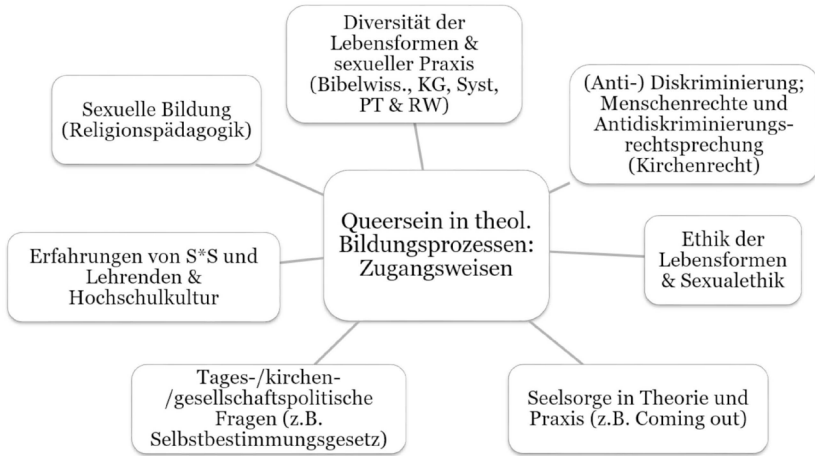 Diversität der
Lebensformen &
sexueller Praxis
(Bibelwiss., KG, Syst,
PT & RW)
(Anti-) Diskriminierung;
Menschenrechte und
Antidiskriminierungs-
rechtsprechung
(Kirchenrecht)
Sexuelle Bildung
(Religionspädagogik)
Queersein in theol.
Bildungsprozessen:
Zugangsweisen
Ethik der
Lebensformen
& Sexualethik
Erfahrungen von S*S und
Lehrenden &
Hochschulkultur
Tages-/kirchen-
/gesellschaftspolitische
Fragen (z.B.
Selbstbestimmungsgesetz)
Seelsorge in Theorie und
Praxis (z.B. Coming out)